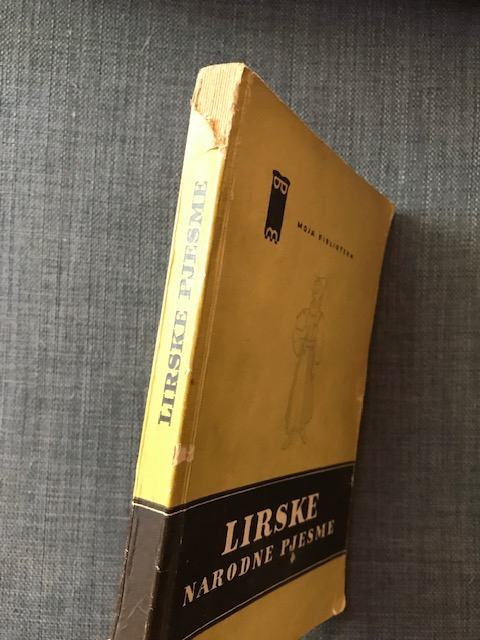 LIRSKE PJESME
MOJA BIBLIOTEKA
LIRSKE
NARODNE PJESME